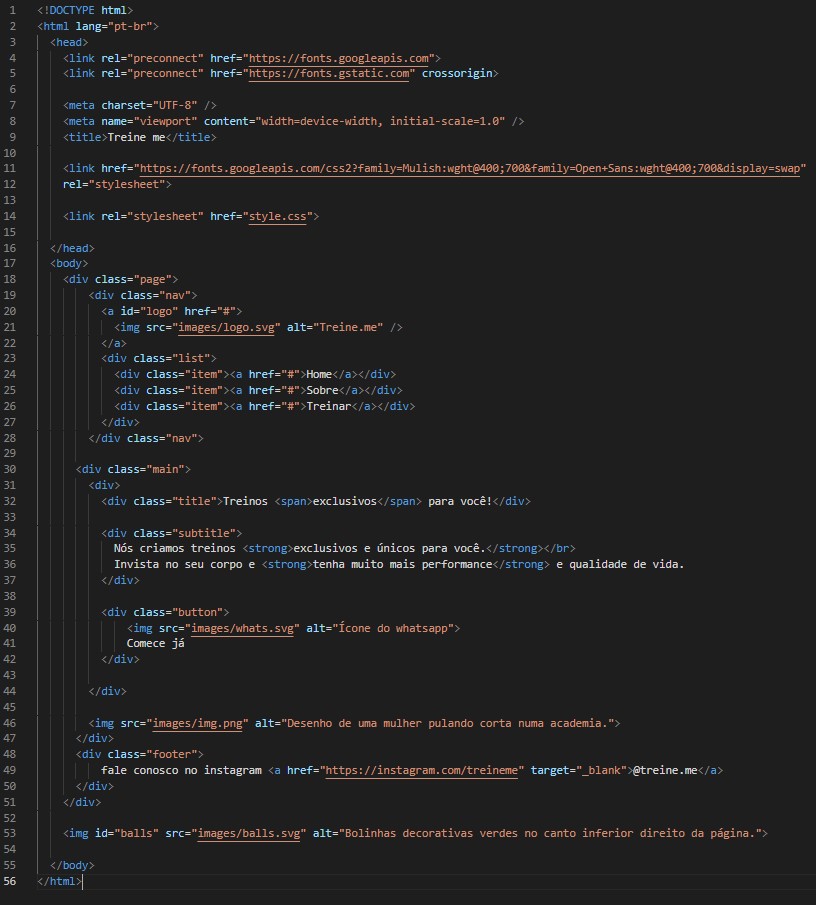 1 <!DOCTYPE html>
2 <html lang="pt-br">
3 <head>
4 <link rel="preconnect" href="https://fonts.googleapis.com">
5 <link rel="preconnect" href="https://fonts.gstatic.com" crossorigin>
6
7 <meta charset="UTF-8" />
8 <meta name="viewport" content="width=device-width, initial-scale=1.0" />
9 <title>Treine me</title>
10
11 <link href="https://fonts.googleapis.com/css2?family=Mulish:wght@400;700&family=Open+Sans:wght@400;700&display=swap"
12 rel="stylesheet">
13
14 <link rel="stylesheet" href="style.css">
15
16 </head>
17 <body>
18 <div class="page">
19 <div class="nav">
20 <a id="logo" href="#">
21 <img src="images/logo.svg" alt="Treine.me" />
22 </a>
23 <div class="list">
24 <div class="item"><a href="#">Home</a></div>
25 <div class="item"><a href="#">Sobre</a></div>
26 <div class="item"><a href="#">Treinar</a></div>
27 </div>
28 </div class="nav">
29
30 <div class="main">
31 <div>
32 <div class="title">Treinos <span>exclusivos</span> para você!</div>
33
34 <div class="subtitle">
35 Nós criamos treinos <strong>exclusivos e únicos para você.</strong></br>
36 Invista no seu corpo e <strong>tenha muito mais performance</strong> e qualidade de vida.
37 </div>
38
39 <div class="button">
40 <img src="images/whats.svg" alt="Ícone do whatsapp">
41 Comece já
42 </div>
43
44 </div>
45
46 <img src="images/img.png" alt="Desenho de uma mulher pulando corta numa academia.">
47 </div>
48 <div class="footer">
49 fale conosco no instagram <a href="https://instagram.com/treineme" target="_blank">@treine.me</a>
50 </div>
51 </div>
52
53 <img id="balls" src="images/balls.svg" alt="Bolinhas decorativas verdes no canto inferior direito da página.">
54
55 </body>
56 </html>